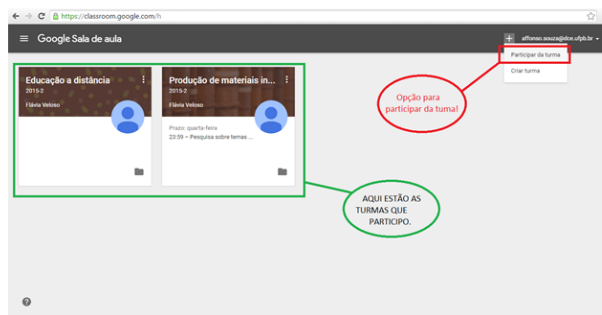 https://classroom.google.com/h
Google Sala de aula
affonso.souza@dce.ufpb.br
Participar da turma
Criar turma
Educação a distância
2015-2
Flávia Veloso
Produção de materiais in...
2015-2
Flávia Veloso
Prazo: quarta-feira
23:59 – Pesquisa sobre temas ...
Opção para
participar da tuma!
AQUI ESTÃO AS
TURMAS QUE
PARTICIPO.